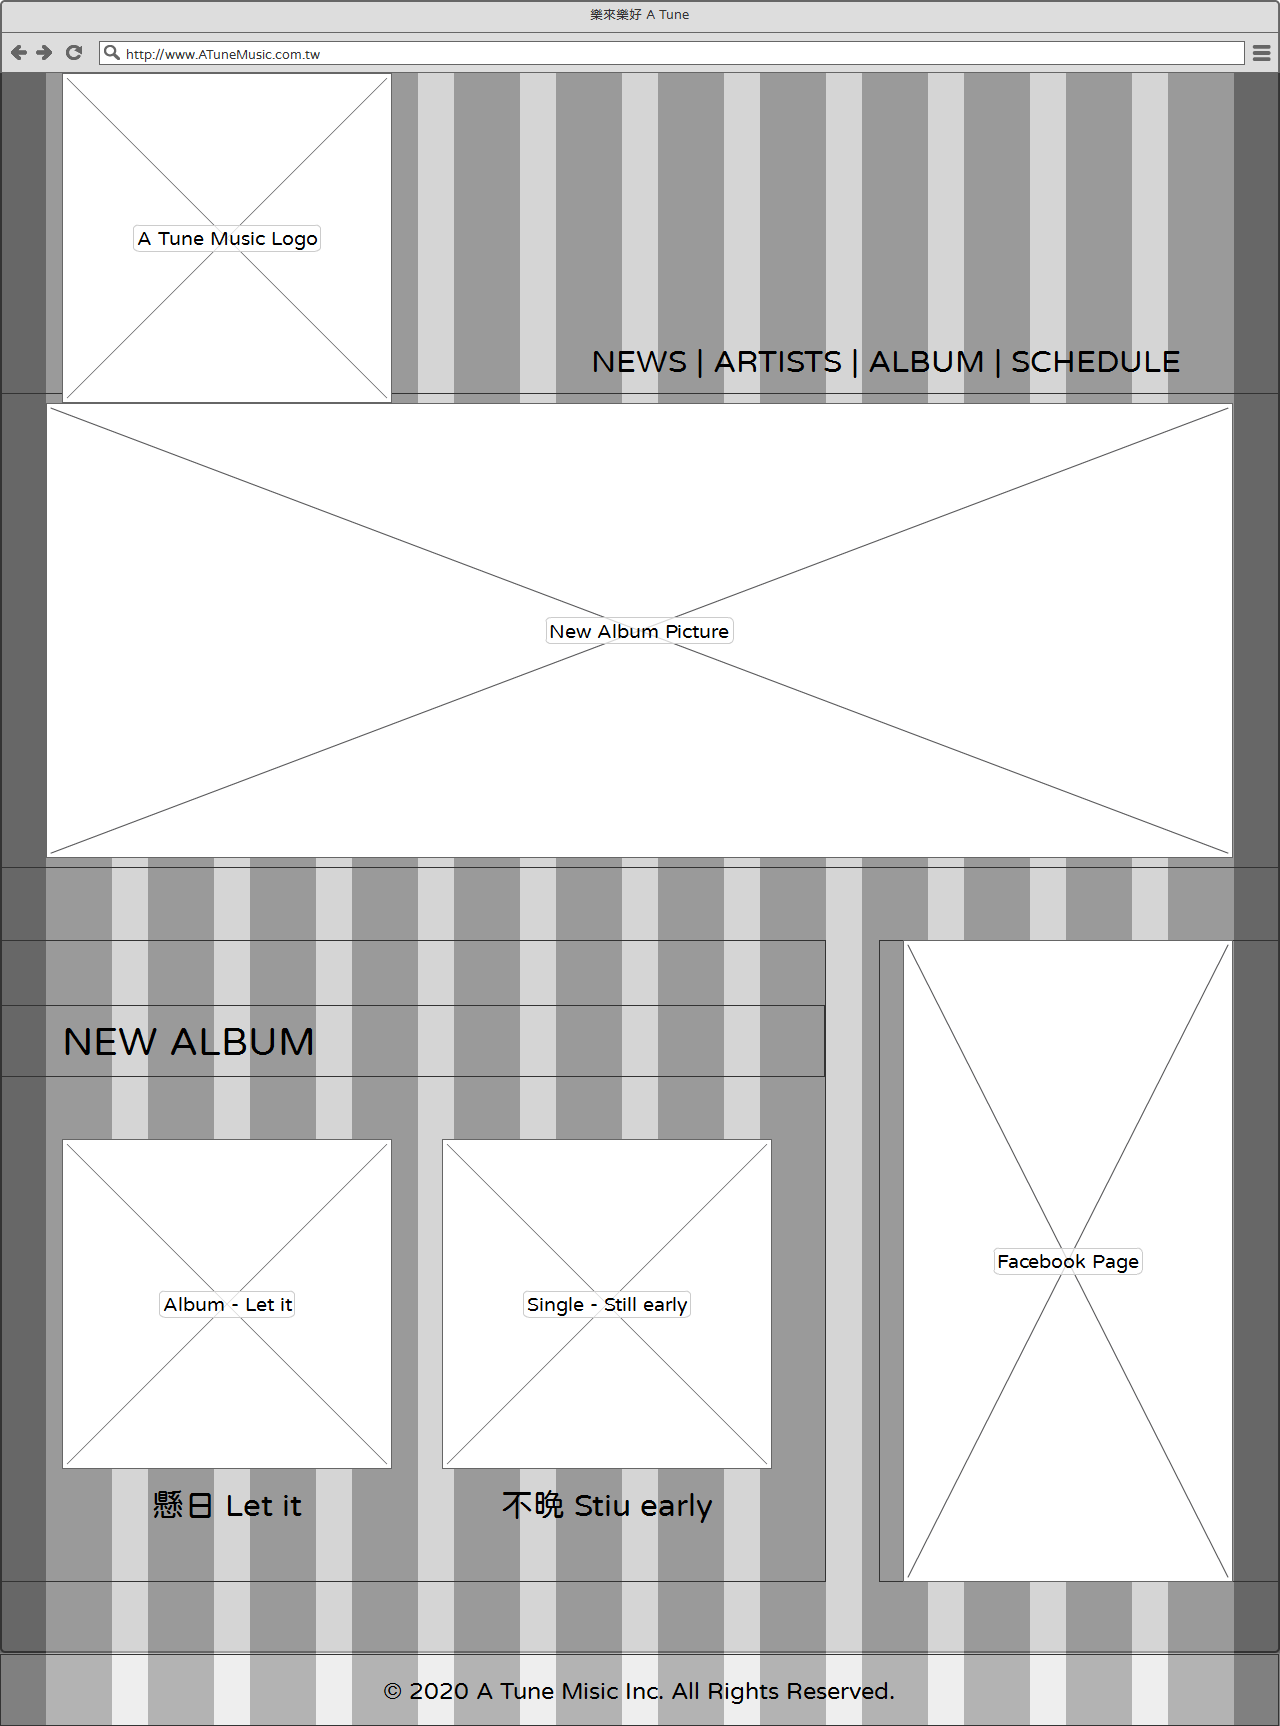 樂來樂好 A Tune
http://www.ATuneMusic.com.tw
A Tune Music Logo
NEWS | ARTISTS | ALBUM | SCHEDULE
New Album Picture
NEW ALBUM
Album - Let it
Single - Still early
Facebook Page
懸日 Let it
不晩 Stiu early
© 2020 A Tune Misic Inc. All Rights Reserved.